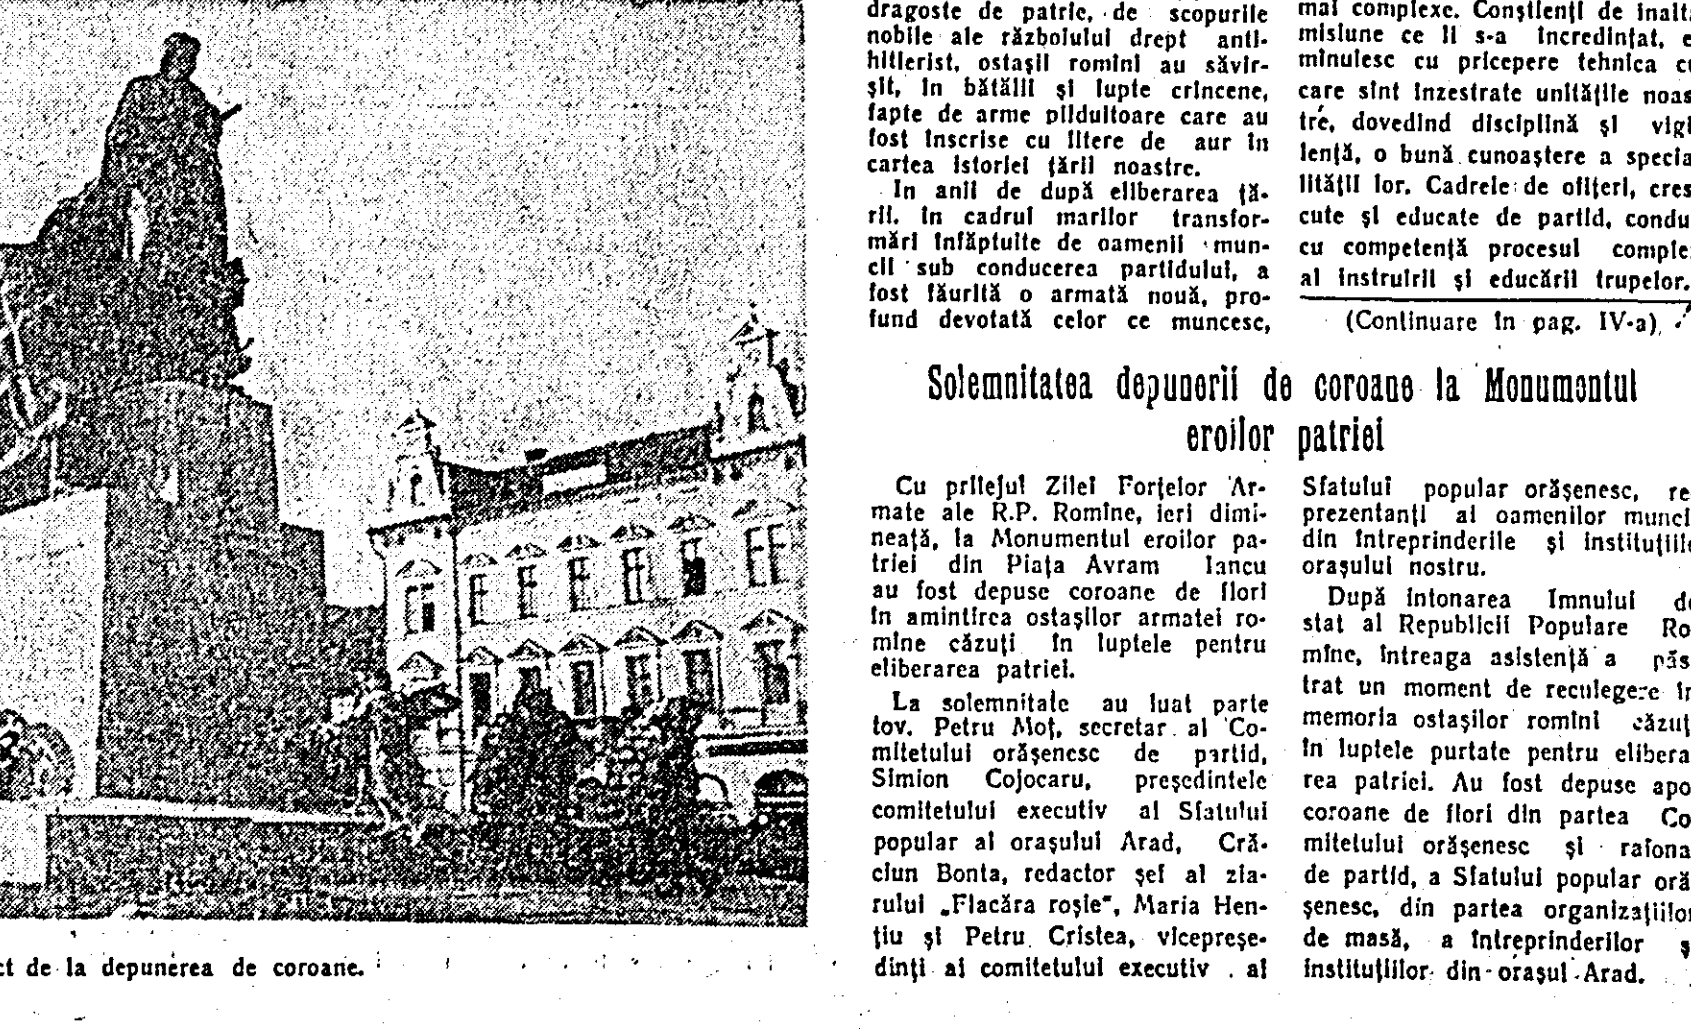 dragoste de patrie, de scopurile
nobile ale războiului drept anti-
hitlerist, ostașii romîni au săvîr-
șit, în bătălii și lupte crîncene,
fapte de arme pilduitoare care au
fost înscrise cu litere de aur în
cartea istoriei țării noastre.
In anii de după eliberarea ță-
rii, în cadrul marilor transfor-
mări înfăptuite de oamenii mun-
cii sub conducerea partidului, a
fost făurită o armată nouă, pro-
fund devotată celor ce muncesc,
mai complexe. Conștienți de înalt
misiune ce li s-a încredințat, e
mînuiesc cu pricepere tehnica c
care sînt înzestrate unitățile noas
tre, dovedind disciplină și vigi
lență, o bună cunoaștere a specia
lității lor. Cadrele de ofițeri, cres
cute și educate de partid, condu
cu competență procesul comple
al instruirii și educării trupelor.
(Continuare în pag. IV-a)
Solemnitatea depunerii de coroane la Monumentul
eroilor patriei
Cu prilejul Zilei Forțelor Ar-
mate ale R.P. Romîne, ieri dimi-
neață, la Monumentul eroilor pa-
triei din Piața Avram Iancu
au fost depuse coroane de flori
în amintirea ostașilor armatei ro-
mîne căzuți în luptele pentru
eliberarea patriei.
La solemnitate au luat parte
tov. Petru Moț, secretar al Co-
mitetului orășenesc de partid,
Simion Cojocaru, președintele
comitetului executiv al Sfatului
popular al orașului Arad, Cră-
ciun Bonta, redactor șef al zia-
rului „Flacăra roșie", Maria Hen-
țiu și Petru Cristea, vicepreșe-
dinți ai comitetului executiv al
Sfatului popular orășenesc, re
prezentanți ai oamenilor munci
din întreprinderile și instituțiile
orașului nostru.
După intonarea Imnului de
stat al Republicii Populare Ro
mîne, întreaga asistență a păs
trat un moment de reculegere în
memoria ostașilor romîni căzuț
în luptele purtate pentru elibera
rea patriei. Au fost depuse apo
coroane de flori din partea Co
mitetului orășenesc și raiona
de partid, a Sfatului popular oră
șenesc, din partea organizațiilor
de masă, a întreprinderilor ș
instituțiilor din orașul Arad.
ct de la depunerea de coroane.